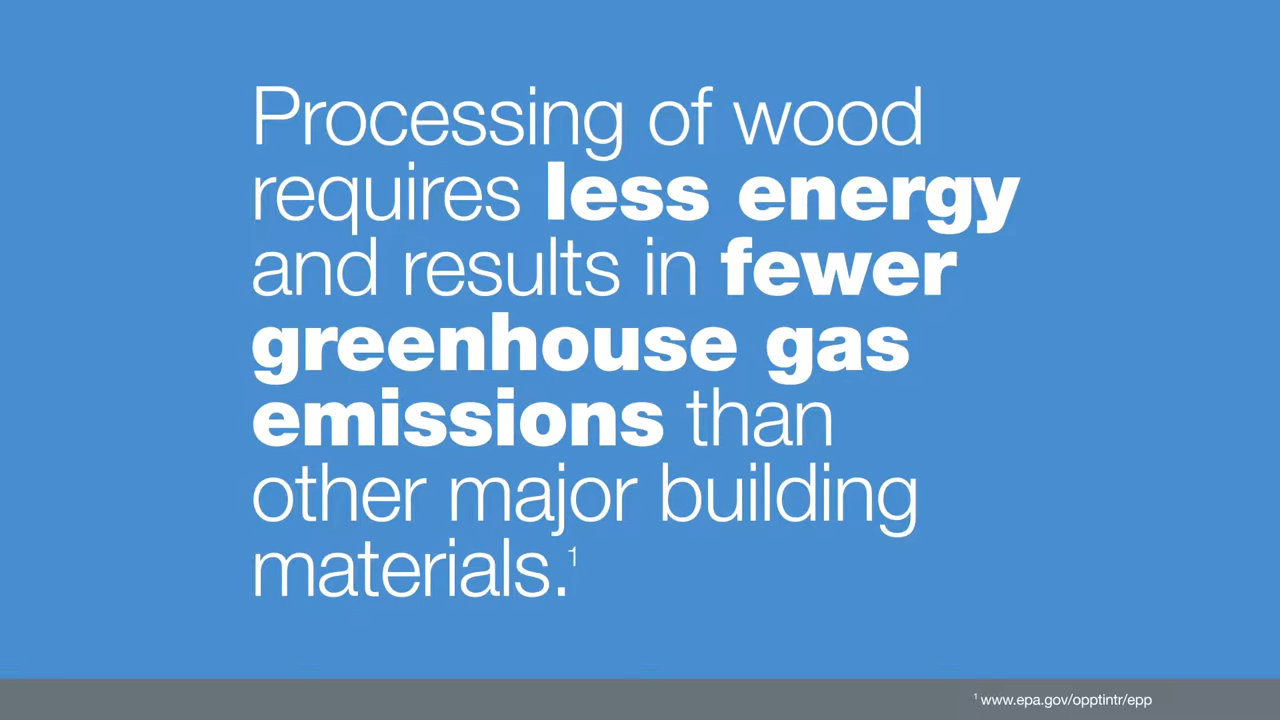 Processing of wood
requires less energy
and results in fewer
greenhouse gas
emissions than
other major building
materials.¹
¹ www.epa.gov/opptintr/epp